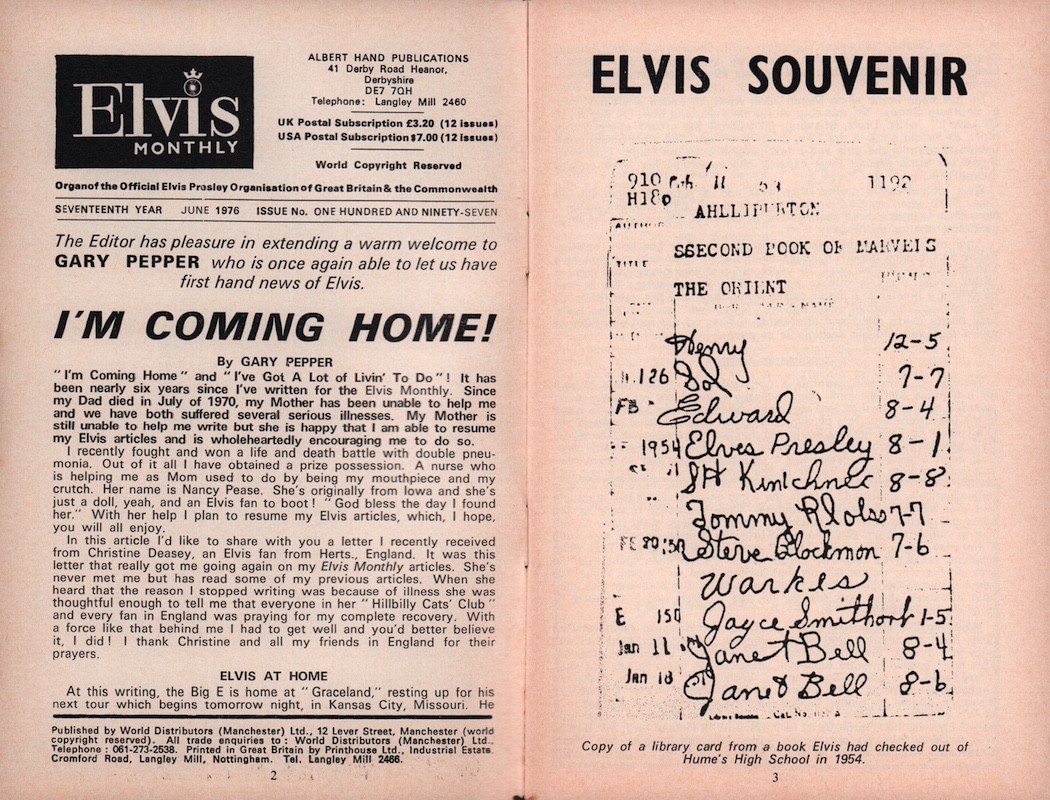 Elvis
MONTHLY
ALBERT HAND PUBLICATIONS
41 Derby Road Heanor,
Derbyshire
DE7 7QH
Telephone: Langley Mill 2460
UK Postal Subscription £3.20 (12 issues)
USA Postal Subscription $7.00 (12 issues)
World Copyright Reserved
Organ of the Official Elvis Presley Organisation of Great Britain & the Commonwealth
SEVENTEENTH YEAR JUNE 1976 ISSUE No. ONE HUNDRED AND NINETY-SEVEN
The Editor has pleasure in extending a warm welcome to
GARY PEPPER who is once again able to let us have
first hand news of Elvis.
I'M COMING HOME!
By GARY PEPPER
"I'm Coming Home" and "I've Got A Lot of Livin' To Do"! It has
been nearly six years since I've written for the Elvis Monthly. Since
my Dad died in July of 1970, my Mother has been unable to help me
and we have both suffered several serious illnesses. My Mother is
still unable to help me write but she is happy that I am able to resume
my Elvis articles and is wholeheartedly encouraging me to do so.
I recently fought and won a life and death battle with double pneu-
monia. Out of it all I have obtained a prize possession. A nurse who
is helping me as Mom used to do by being my mouthpiece and my
crutch. Her name is Nancy Pease. She's originally from Iowa and she's
just a doll, yeah, and an Elvis fan to boot! "God bless the day I found
her." With her help I plan to resume my Elvis articles, which, I hope,
you will all enjoy.
In this article I'd like to share with you a letter I recently received
from Christine Deasey, an Elvis fan from Herts., England. It was this
letter that really got me going again on my Elvis Monthly articles. She's
never met me but has read some of my previous articles. When she
heard that the reason I stopped writing was because of illness she was
thoughtful enough to tell me that everyone in her "Hillbilly Cats' Club"
and every fan in England was praying for my complete recovery. With
a force like that behind me I had to get well and you'd better believe
it, I did! I thank Christine and all my friends in England for their
prayers.
ELVIS AT HOME
At this writing, the Big E is home at "Graceland," resting up for his
next tour which begins tomorrow night, in Kansas City, Missouri. He
Published by World Distributors (Manchester) Ltd., 12 Lever Street, Manchester (world
copyright reserved). All trade enquiries to: World Distributors (Manchester) Ltd.,
Telephone: 061-273-2538. Printed in Great Britain by Printhouse Ltd., Industrial Estate
Cromford Road, Langley Mill, Nottingham. Tel. Langley Mill 2466.
2
ELVIS SOUVENIR
910 1192
H180
AHLLIPURTON
SSECOND BOOK OF MARVELS
TITLE
THE ORIENT
Henry 12-5
126 Sol 7-7
FB Edward 8-4
1954 Elves Presley 8-1
8-8
Tommy 7-7
Steve Blockmon 7-6
Warkes
Jayce Smithort 1-5
Jan 11 Janet Bell 8-4
Jan 18 Janet Bell 8-6
Copy of a library card from a book Elvis had checked out of
Hume's High School in 1954.
3